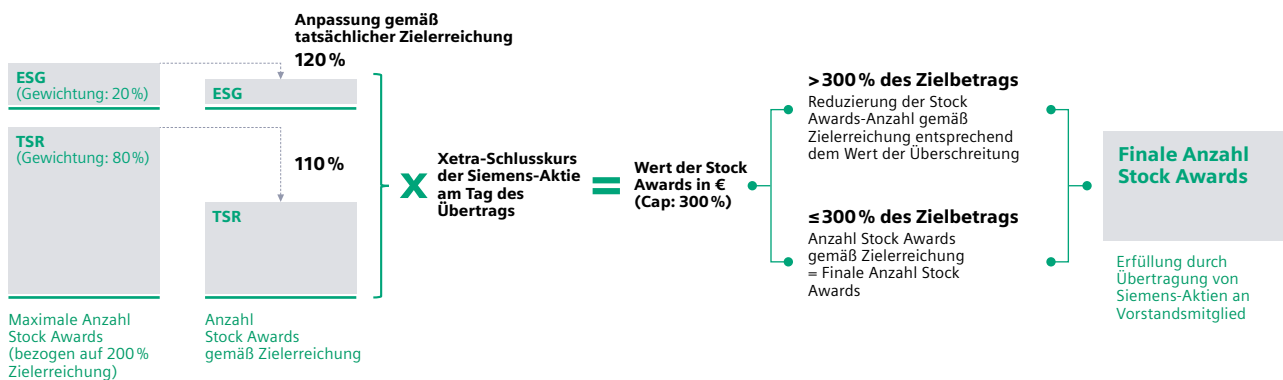 Anpassung gemäß
tatsächlicher Zielerreichung
120 %
ESG
(Gewichtung: 20 %)
ESG
TSR
(Gewichtung: 80 %)
110 %
TSR
Maximale Anzahl
Stock Awards
(bezogen auf 200 %
Zielerreichung)
Anzahl
Stock Awards
gemäß Zielerreichung
X
Xetra-Schlusskurs
der Siemens-Aktie
am Tag des
Übertrags
=
Wert der Stock
Awards in €
(Cap: 300 %)
> 300 % des Zielbetrags
Reduzierung der Stock
Awards-Anzahl gemäß
Zielerreichung entsprechend
dem Wert der Überschreitung
≤ 300 % des Zielbetrags
Anzahl Stock Awards
gemäß Zielerreichung
= Finale Anzahl Stock
Awards
Finale Anzahl
Stock Awards
Erfüllung durch
Übertragung von
Siemens-Aktien an
Vorstandsmitglied